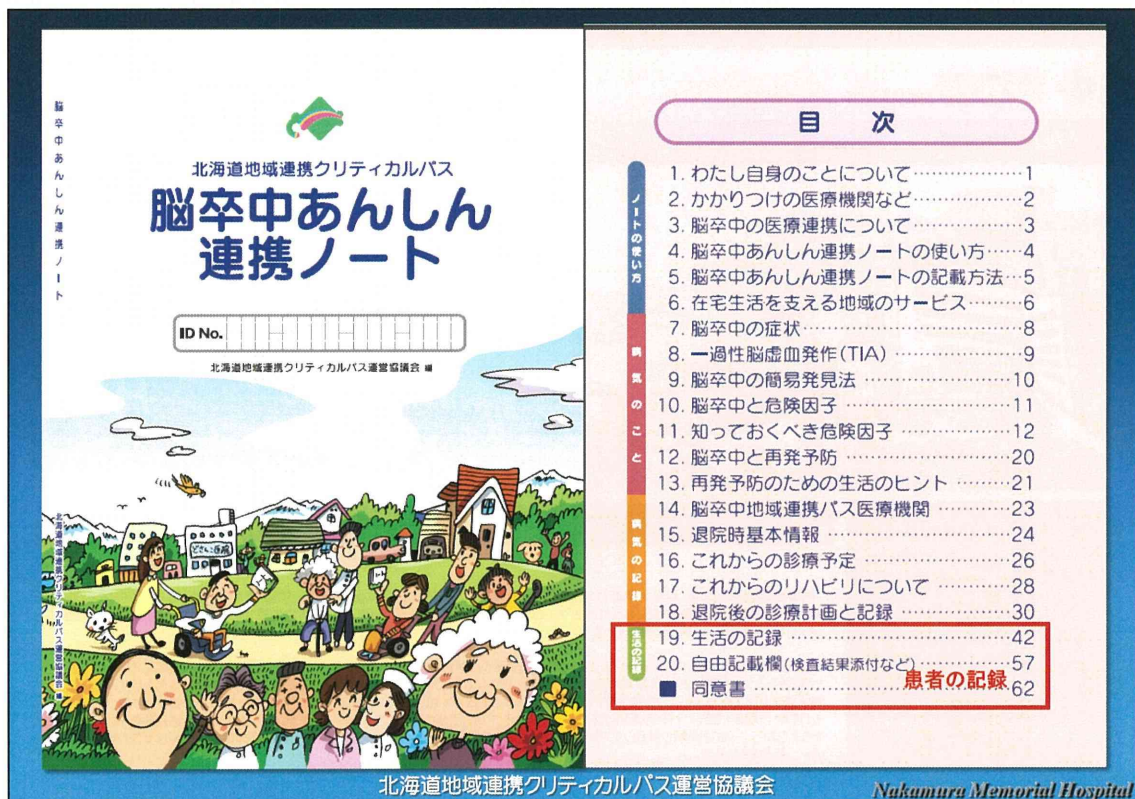 脳卒中あんしん連携ノート
北海道地域連携クリティカルパス
脳卒中あんしん
連携ノート
ID No.
北海道地域連携クリティカルパス運営協議会 編
どさんこ医院
北海道地域連携クリティカルパス運営協議会 編
目 次
ノートの使い方
1. わたし自身のことについて………………1
2. かかりつけの医療機関など………………2
3. 脳卒中の医療連携について………………3
4. 脳卒中あんしん連携ノートの使い方……4
5. 脳卒中あんしん連携ノートの記載方法…5
6. 在宅生活を支える地域のサービス………6
病気のこと
7. 脳卒中の症状………………………………8
8. 一過性脳虚血発作(TIA)…………………9
9. 脳卒中の簡易発見法………………………10
10. 脳卒中と危険因子…………………………11
11. 知っておくべき危険因子…………………12
12. 脳卒中と再発予防…………………………20
13. 再発予防のための生活のヒント…………21
病気の記録
14. 脳卒中地域連携パス医療機関……………23
15. 退院時基本情報……………………………24
16. これからの診療予定………………………26
17. これからのリハビリについて……………28
18. 退院後の診療計画と記録…………………30
生活の記録
19. 生活の記録…………………………………42
20. 自由記載欄(検査結果添付など)…………57
■ 同意書………………………………………62
患者の記録
北海道地域連携クリティカルパス運営協議会
Nakamura Memorial Hospital